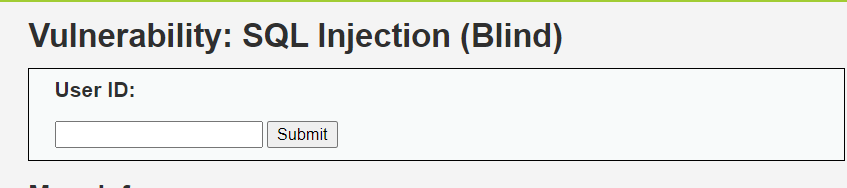 Vulnerability: SQL Injection (Blind)
User ID:
Submit